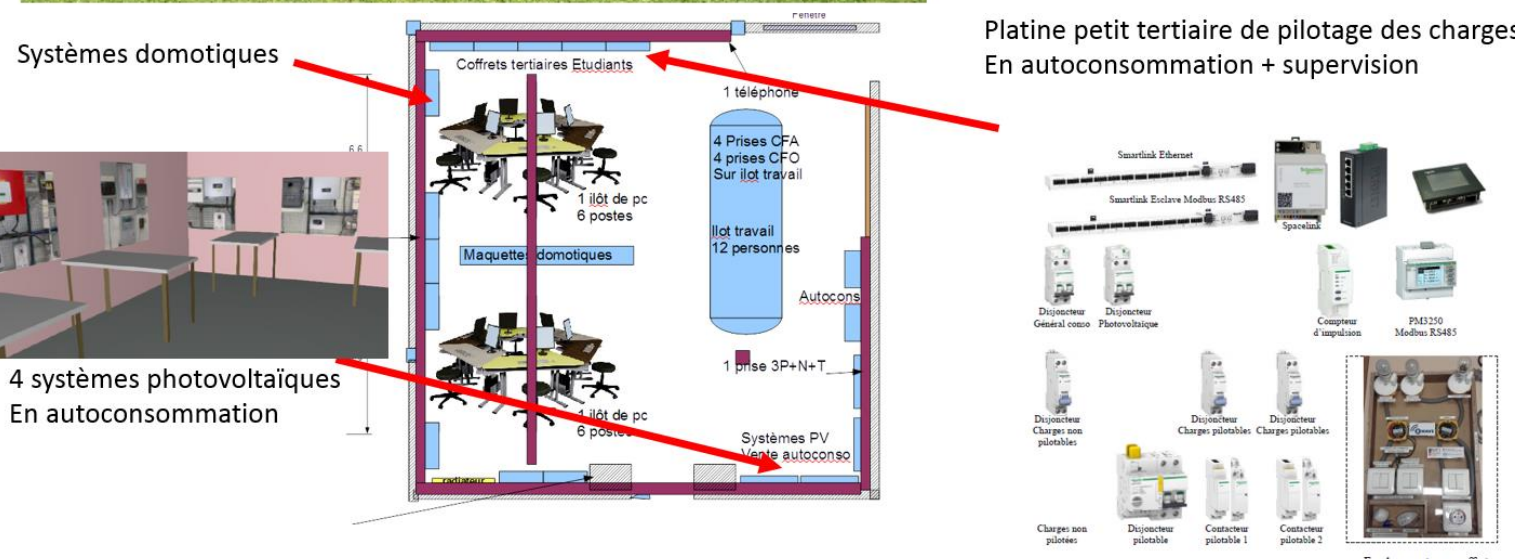 Systèmes domotiques
Fenetre
Coffrets tertiaires Etudiants
1 téléphone
4 Prises CFA
4 prises CFO
Sur ilot travail
1 ilôt de pc
6 postes
Ilot travail
12 personnes
Maquettes domotiques
Autocons
1 prise 3P+N+T
1 ilôt de pc
6 postes
Systèmes PV
Vente autoconso
radiateur
6,6
4 systèmes photovoltaïques
En autoconsommation
Platine petit tertiaire de pilotage des charges
En autoconsommation + supervision
Smartlink Ethernet
Smartlink Esclave Modbus RS485
Spacelink
Disjoncteur
Général conso
Disjoncteur
Photovoltaïque
Compteur
d'impulsion
PM3250
Modbus RS485
Disjoncteur
Charges non
pilotables
Disjoncteur
Charges pilotables
Disjoncteur
Charges pilotables
Charges non
pilotées
Disjoncteur
pilotable
Contacteur
pilotable 1
Contacteur
pilotable 2